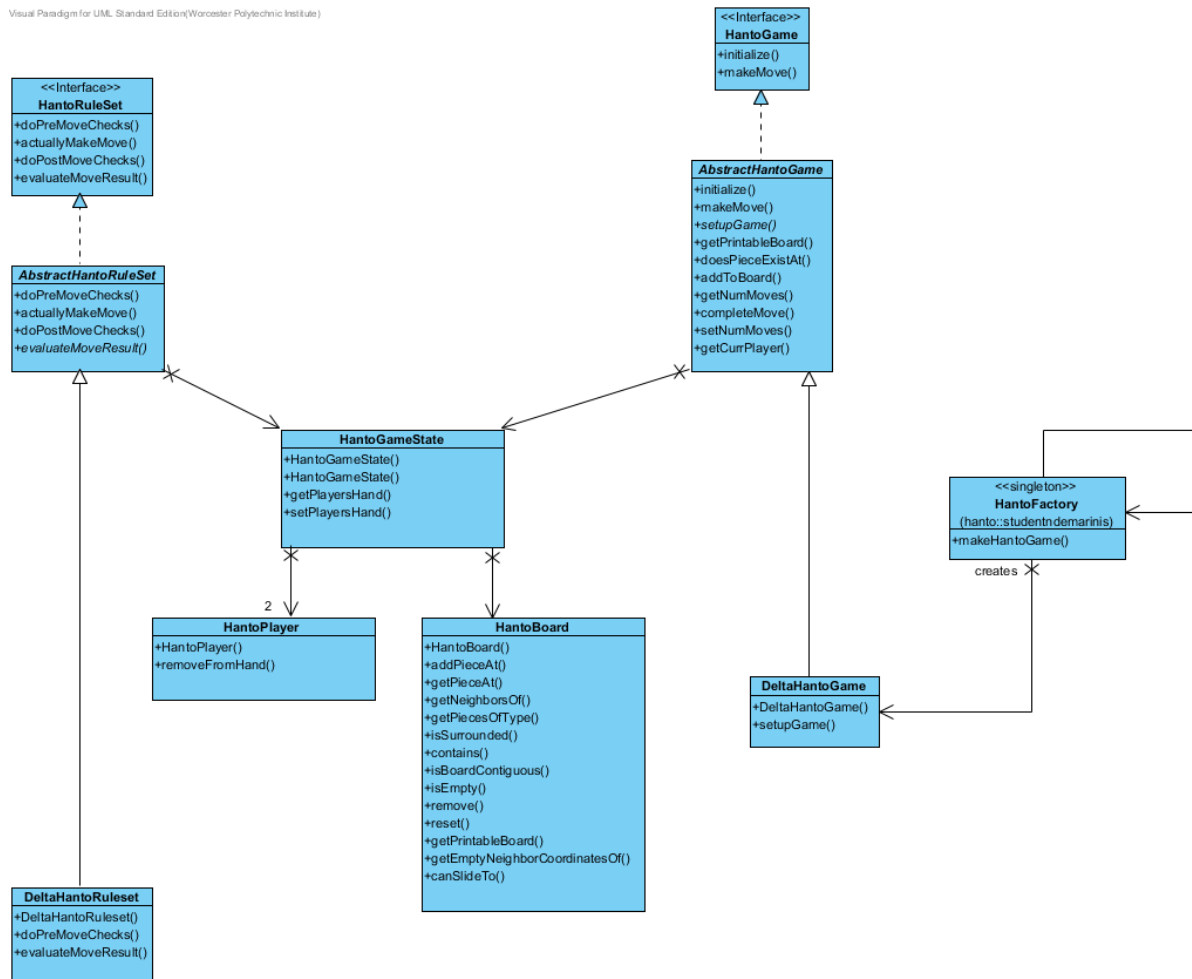 Visual Paradigm for UML Standard Edition(Worcester Polytechnic Institute)
<<Interface>>
HantoGame
+initialize()
+makeMove()
<<Interface>>
HantoRuleSet
+doPreMoveChecks()
+actuallyMakeMove()
+doPostMoveChecks()
+evaluateMoveResult()
AbstractHantoGame
+initialize()
+makeMove()
+setupGame()
+getPrintableBoard()
+doesPieceExistAt()
+addToBoard()
+getNumMoves()
+completeMove()
+setNumMoves()
+getCurrPlayer()
AbstractHantoRuleSet
+doPreMoveChecks()
+actuallyMakeMove()
+doPostMoveChecks()
+evaluateMoveResult()
HantoGameState
+HantoGameState()
+HantoGameState()
+getPlayersHand()
+setPlayersHand()
<<singleton>>
HantoFactory
(hanto::studentndemarinis)
+makeHantoGame()
creates
2
HantoPlayer
+HantoPlayer()
+removeFromHand()
HantoBoard
+HantoBoard()
+addPieceAt()
+getPieceAt()
+getNeighborsOf()
+getPiecesOfType()
+isSurrounded()
+contains()
+isBoardContiguous()
+isEmpty()
+remove()
+reset()
+getPrintableBoard()
+getEmptyNeighborCoordinatesOf()
+canSlideTo()
DeltaHantoGame
+DeltaHantoGame()
+setupGame()
DeltaHantoRuleset
+DeltaHantoRuleset()
+doPreMoveChecks()
+evaluateMoveResult()